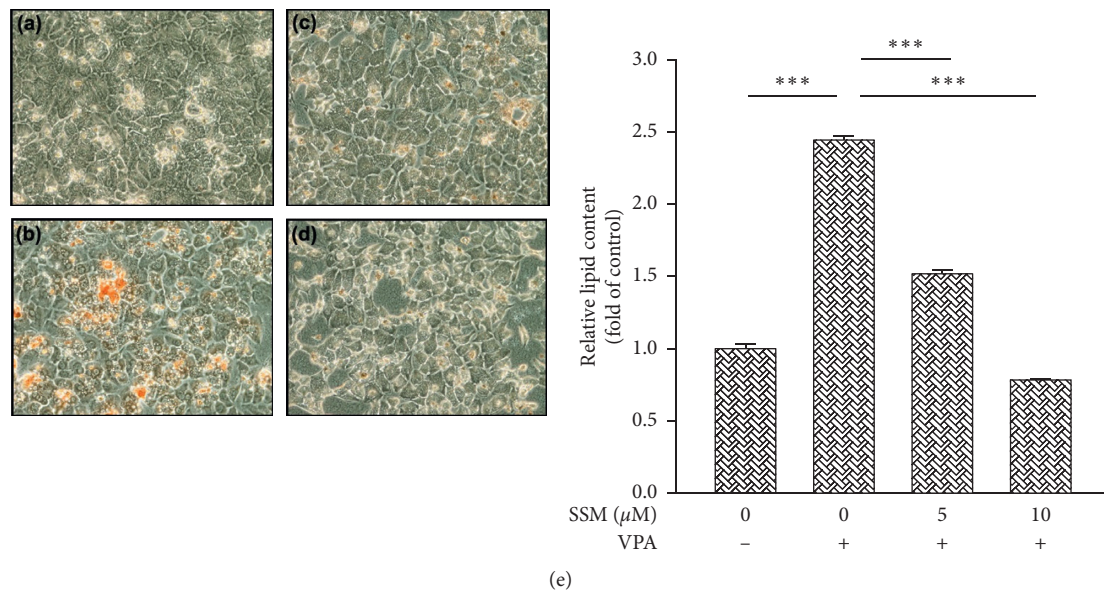 (a)
(c)
(b)
(d)
*** 
*** ***
3.0
2.5
2.0
1.5
1.0
0.5
0.0
Relative lipid content
(fold of control)
SSM (μM) 0 0 5 10
VPA – + + +
(e)